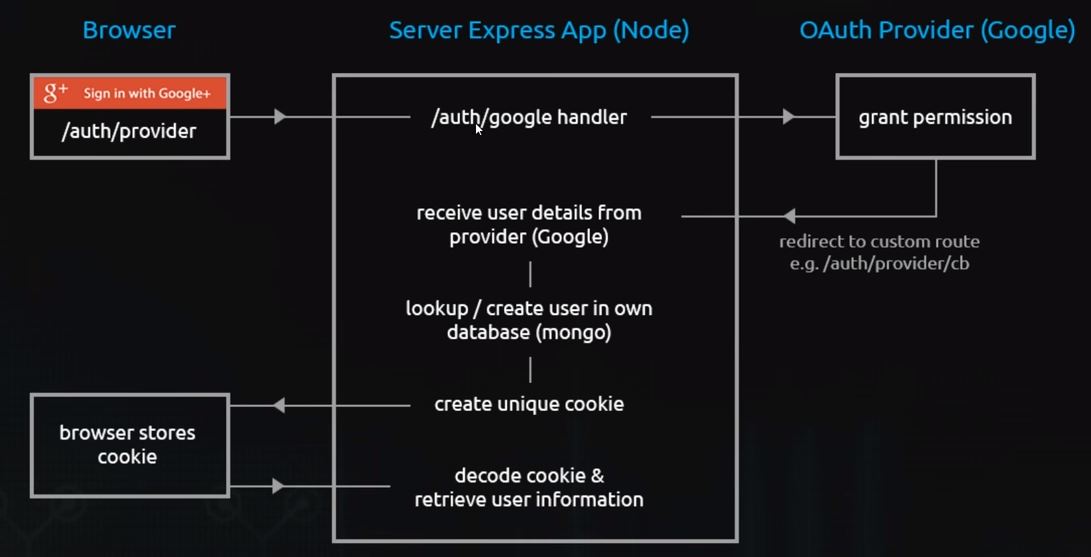 Browser
Server Express App (Node)
OAuth Provider (Google)
g+ Sign in with Google+
/auth/provider
/auth/google handler
grant permission
receive user details from
provider (Google)
redirect to custom route
e.g. /auth/provider/cb
lookup / create user in own
database (mongo)
create unique cookie
browser stores
cookie
decode cookie &
retrieve user information